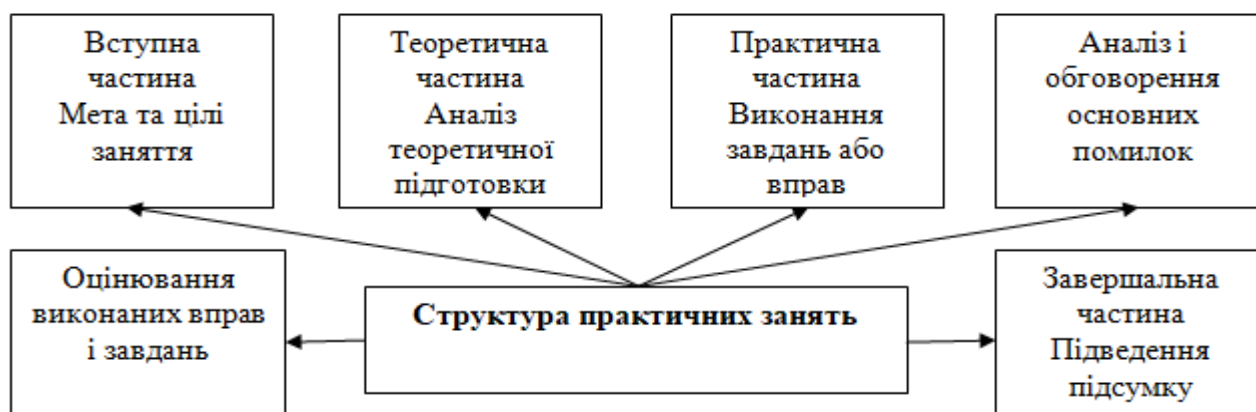 Вступна
частина
Мета та цілі
заняття
Теоретична
частина
Аналіз
теоретичної
підготовки
Практична
частина
Виконання
завдань або
вправ
Аналіз і
обговорення
основних
помилок
Оцінювання
виконаних вправ
і завдань
Структура практичних занять
Завершальна
частина
Підведення
підсумку